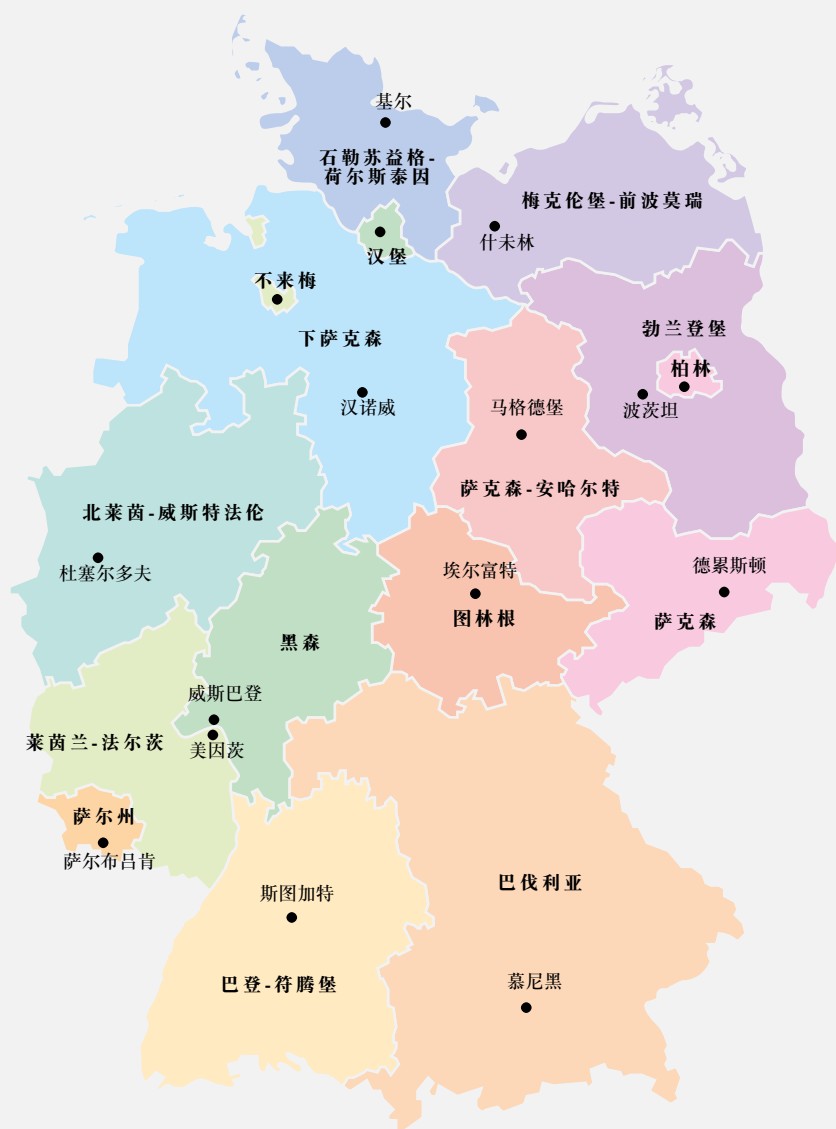 基尔
石勒苏益格-
荷尔斯泰因
梅克伦堡-前波莫瑞
什未林
汉堡
不来梅
勃兰登堡
下萨克森
柏林
汉诺威
马格德堡
波茨坦
萨克森-安哈尔特
北莱茵-威斯特法伦
杜塞尔多夫
埃尔富特
德累斯顿
图林根
萨克森
黑森
威斯巴登
莱茵兰-法尔茨
美因茨
萨尔州
萨尔布吕肯
斯图加特
巴伐利亚
巴登-符腾堡
慕尼黑